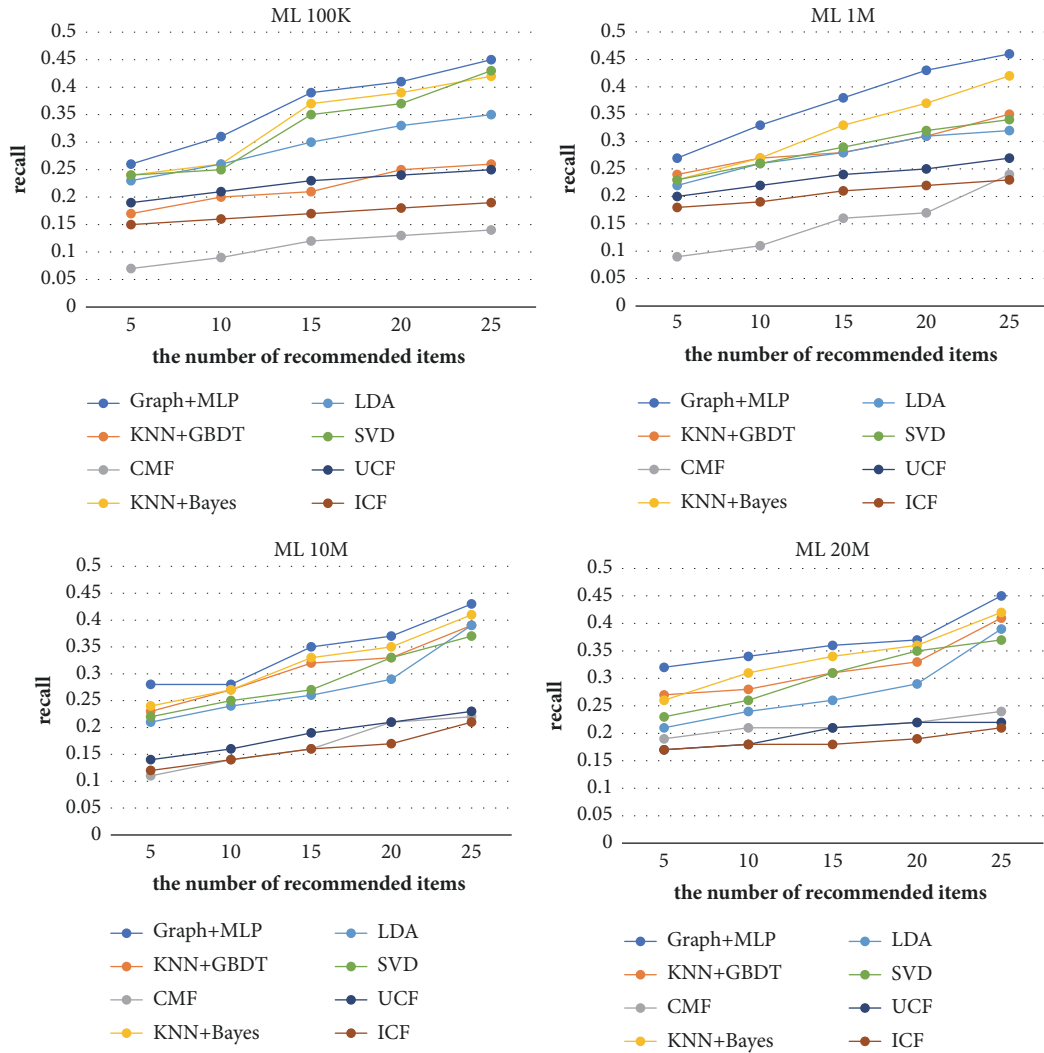 ML 100K
0.5
0.45
0.4
0.35
0.3
0.25
0.2
0.15
0.1
0.05
0
recall
5 10 15 20 25
the number of recommended items
Graph+MLP LDA
KNN+GBDT SVD
CMF UCF
KNN+Bayes ICF
ML 1M
0.5
0.45
0.4
0.35
0.3
0.25
0.2
0.15
0.1
0.05
0
recall
5 10 15 20 25
the number of recommended items
Graph+MLP LDA
KNN+GBDT SVD
CMF UCF
KNN+Bayes ICF
ML 10M
0.5
0.45
0.4
0.35
0.3
0.25
0.2
0.15
0.1
0.05
0
recall
5 10 15 20 25
the number of recommended items
Graph+MLP LDA
KNN+GBDT SVD
CMF UCF
KNN+Bayes ICF
ML 20M
0.5
0.45
0.4
0.35
0.3
0.25
0.2
0.15
0.1
0.05
0
recall
5 10 15 20 25
the number of recommended items
Graph+MLP LDA
KNN+GBDT SVD
CMF UCF
KNN+Bayes ICF